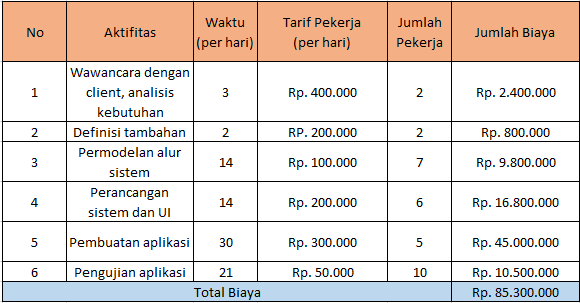 No Aktifitas Waktu (per hari) Tarif Pekerja (per hari) Jumlah Pekerja Jumlah Biaya
1 Wawancara dengan client, analisis kebutuhan 3 Rp. 400.000 2 Rp. 2.400.000
2 Definisi tambahan 2 RP. 200.000 2 Rp. 800.000
3 Permodelan alur sistem 14 Rp. 100.000 7 Rp. 9.800.000
4 Perancangan sistem dan UI 14 Rp. 200.000 6 Rp. 16.800.000
5 Pembuatan aplikasi 30 Rp. 300.000 5 Rp. 45.000.000
6 Pengujian aplikasi 21 Rp. 50.000 10 Rp. 10.500.000
Total Biaya Rp. 85.300.000